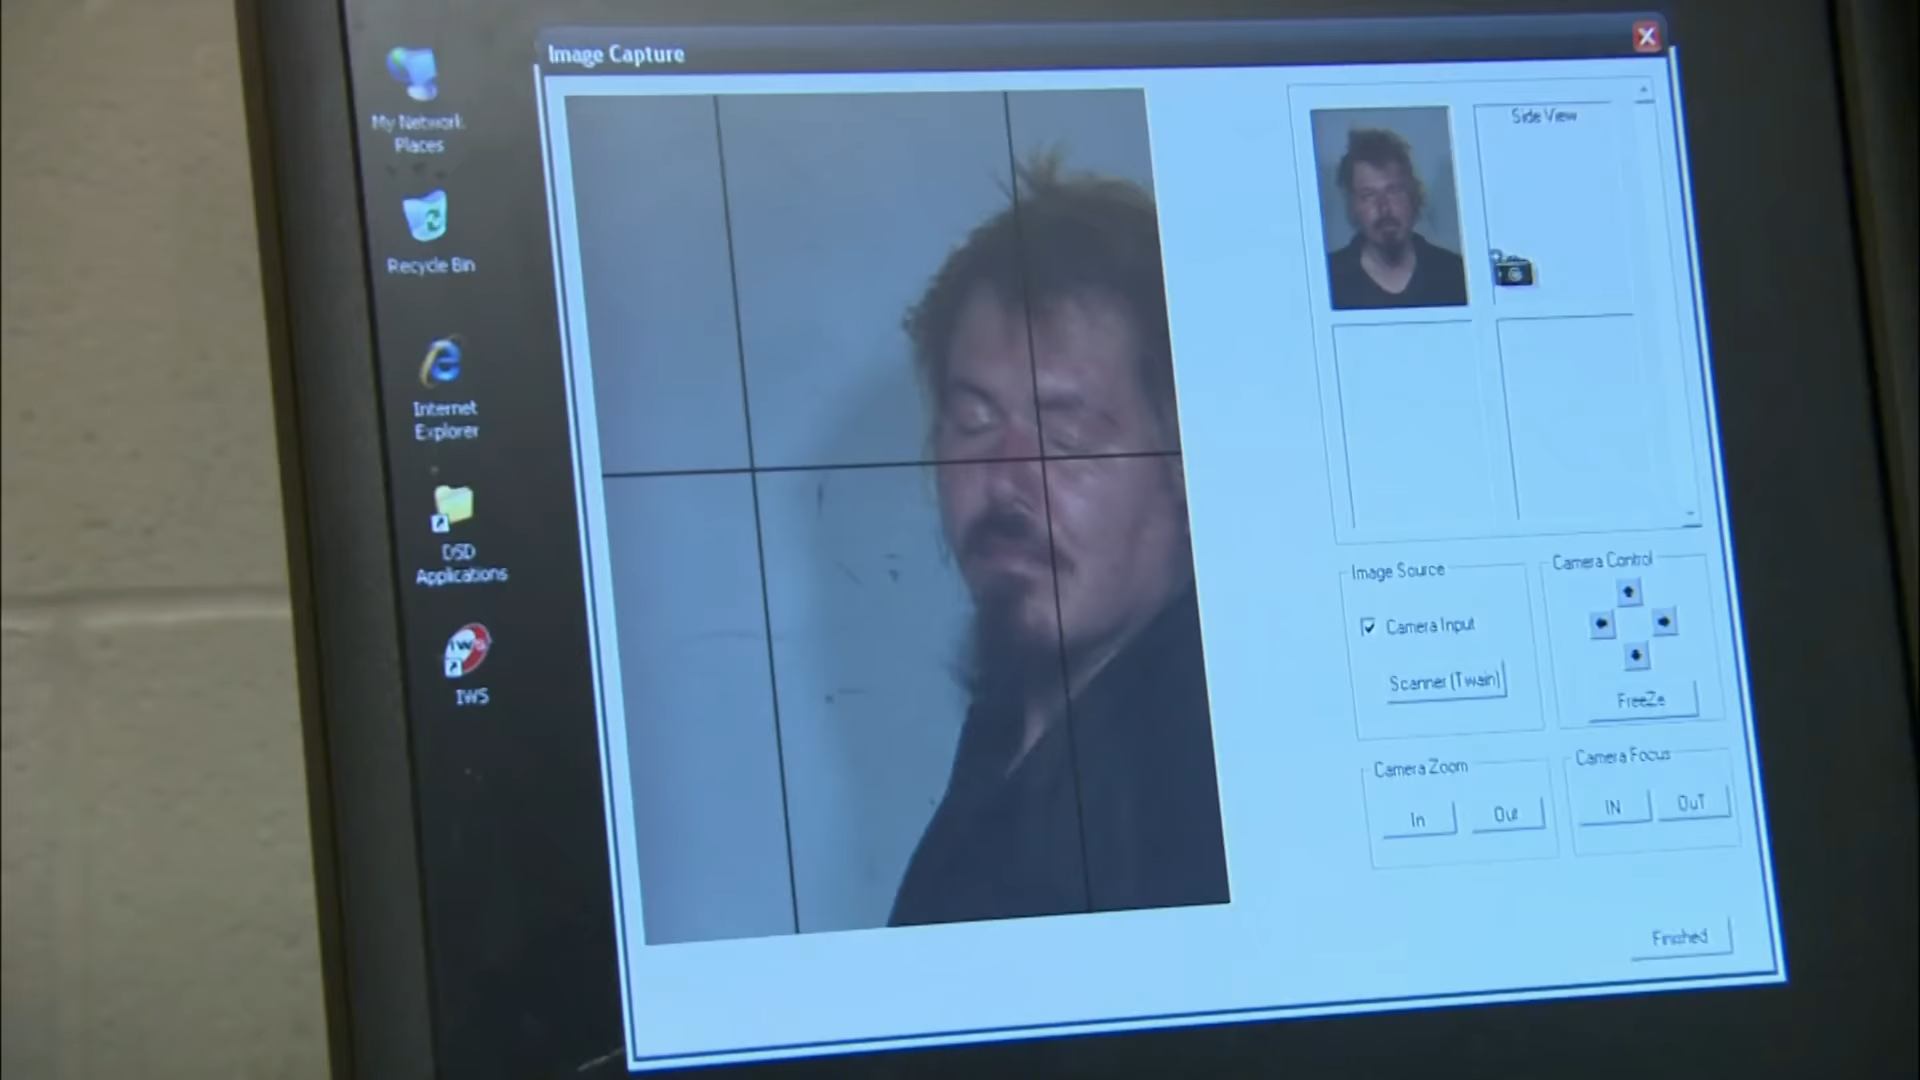 Image Capture
My Network
Places
Recycle Bin
Internet
Explorer
DSD
Applications
IWS
Side View
Image Source
Camera Input
Scanner (Twain)
Camera Control
FreeZe
Camera Zoom
In
Out
Camera Focus
IN
OuT
Finished